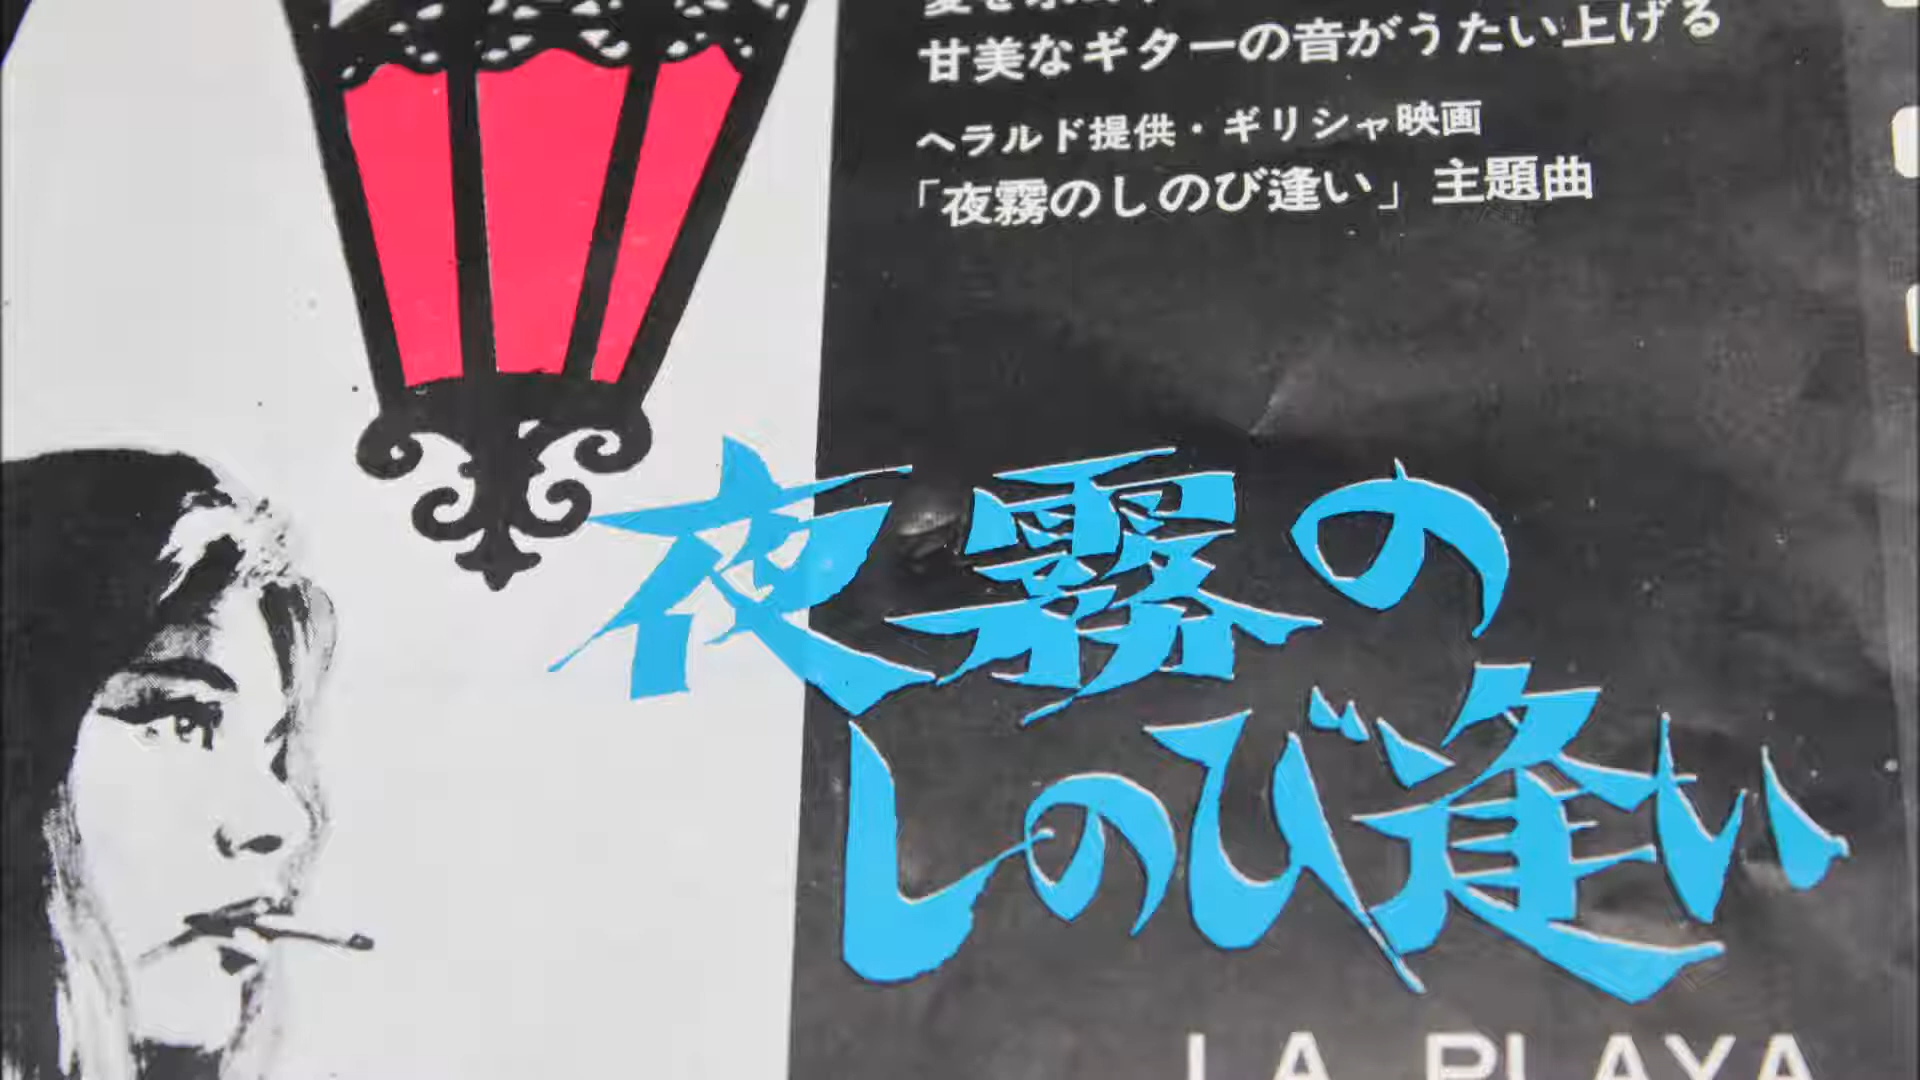 甘美なギターの音がうたい上げる
ヘラルド提供・ギリシャ映画
「夜霧のしのび逢い」主題曲
夜霧の
しのび逢い
LA PLAYA